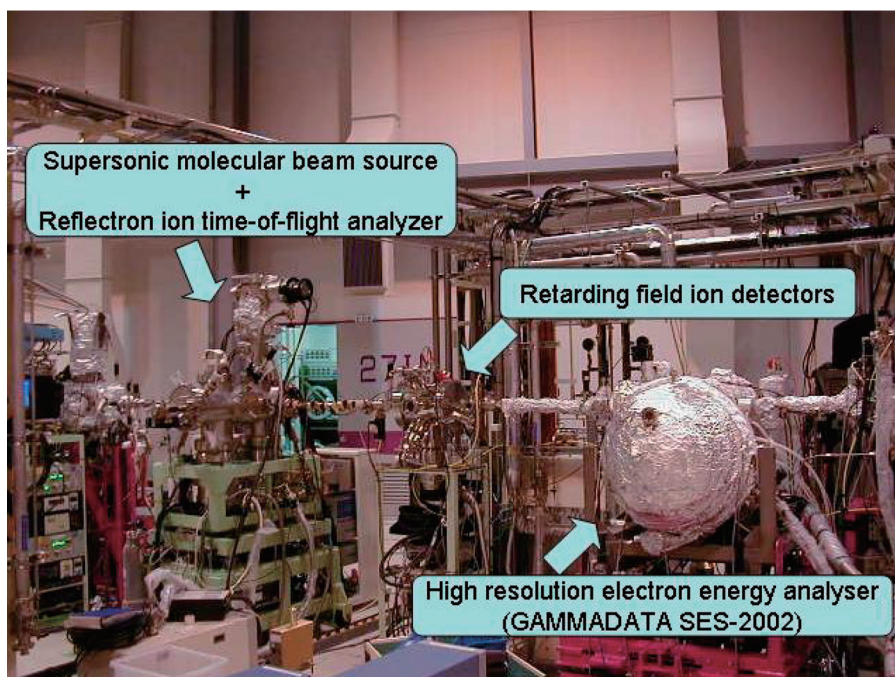 Supersonic molecular beam source
+
Reflectron ion time-of-flight analyzer
Retarding field ion detectors
27IN
High resolution electron energy analyser
(GAMMADATA SES-2002)